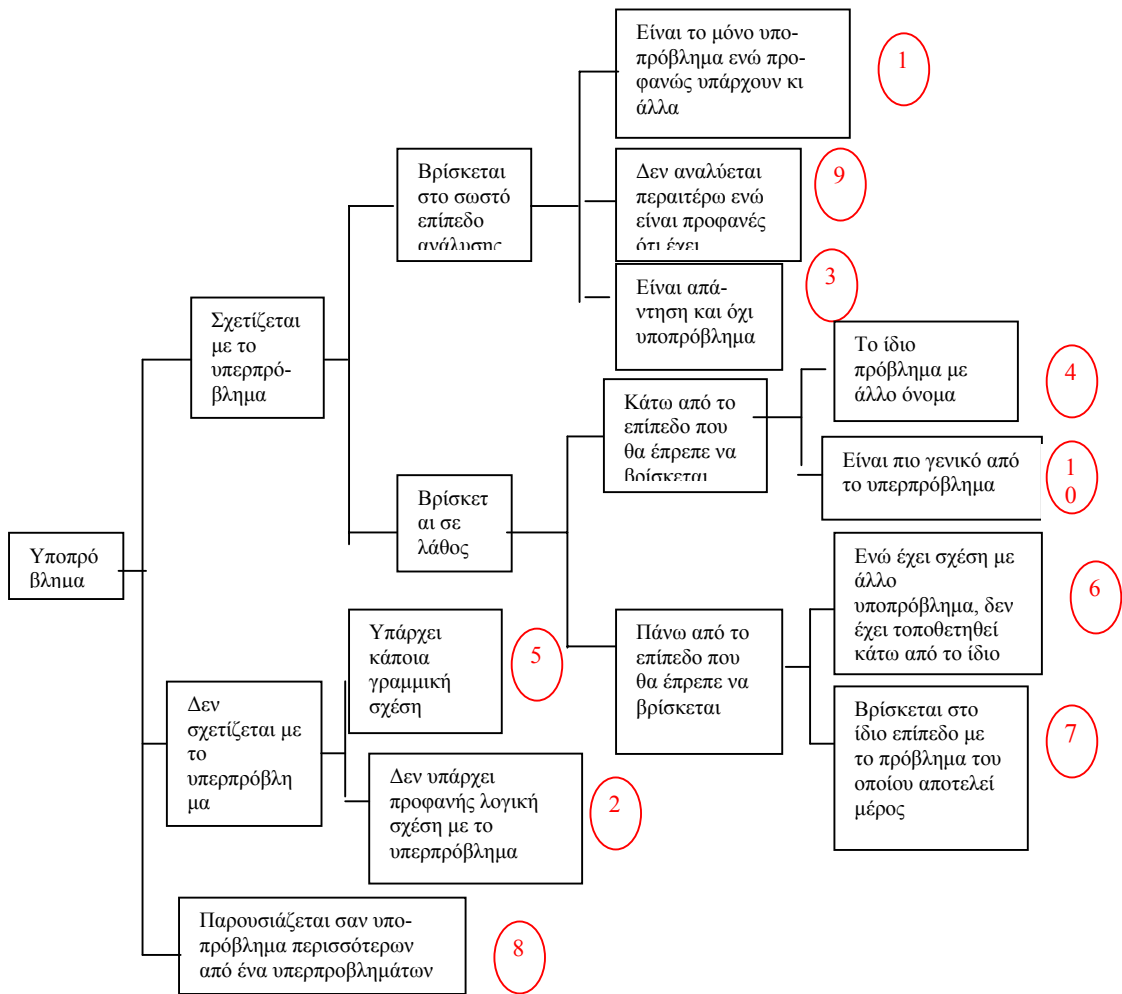 Είναι το μόνο υπο-
πρόβλημα ενώ προ-
φανώς υπάρχουν κι
άλλα
1
Βρίσκεται
στο σωστό
επίπεδο
ανάλυσης
Δεν αναλύεται
περαιτέρω ενώ
είναι προφανές
ότι έχει
9
Είναι απά-
ντηση και όχι
υποπρόβλημα
3
Σχετίζεται
με το
υπερπρό-
βλημα
Το ίδιο
πρόβλημα με
άλλο όνομα
4
Κάτω από το
επίπεδο που
θα έπρεπε να
βρίσκεται
Είναι πιο γενικό από
το υπερπρόβλημα
1
0
Βρίσκετ
αι σε
λάθος
Υποπρό
βλημα
Ενώ έχει σχέση με
άλλο
υποπρόβλημα, δεν
έχει τοποθετηθεί
κάτω από το ίδιο
6
Υπάρχει
κάποια
γραμμική
σχέση
5
Πάνω από το
επίπεδο που
θα έπρεπε να
βρίσκεται
Δεν
σχετίζεται με
το
υπερπρόβλη
μα
Βρίσκεται στο
ίδιο επίπεδο με
το πρόβλημα του
οποίου αποτελεί
μέρος
7
Δεν υπάρχει
προφανής λογική
σχέση με το
υπερπρόβλημα
2
Παρουσιάζεται σαν υπο-
πρόβλημα περισσότερων
από ένα υπερπροβλημάτων
8